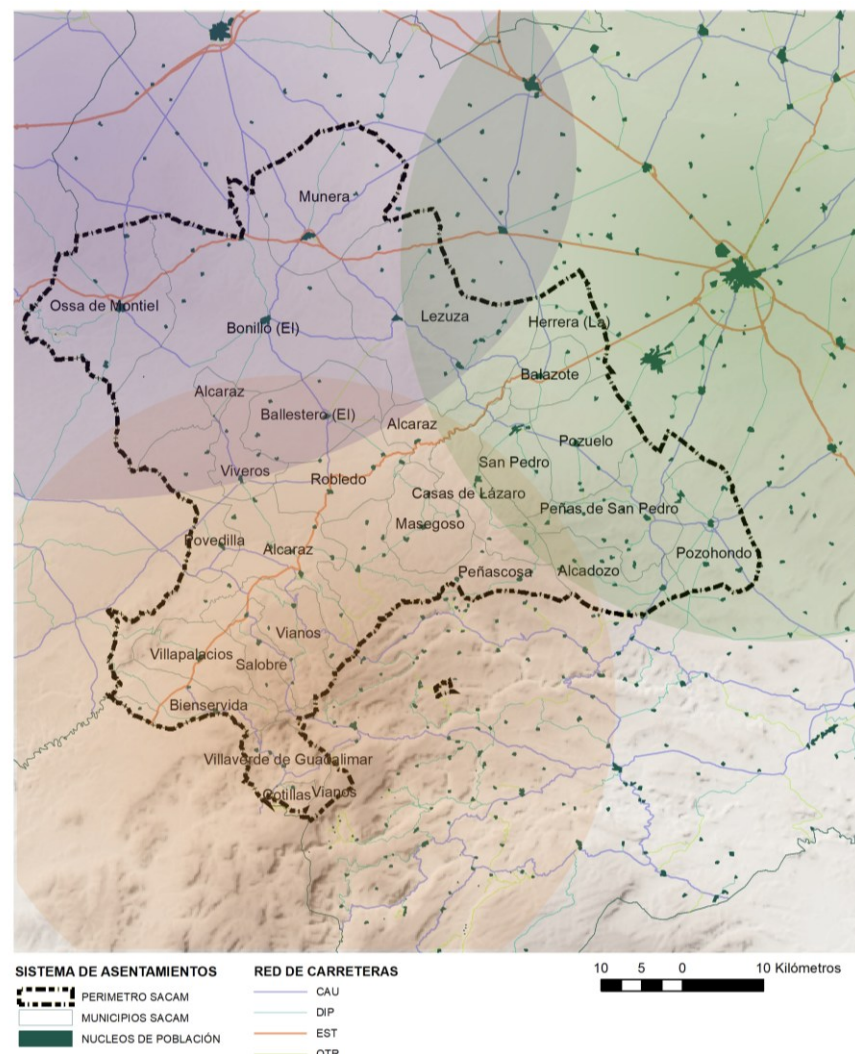 Munera
Ossa de Montiel
Bonillo (El)
Lezuza
Herrera (La)
Balazote
Alcaraz
Ballestero (El)
Alcaraz
Pozuelo
San Pedro
Viveros
Robledo
Casas de Lázaro
Peñas de San Pedro
Masegoso
Povedilla
Alcaraz
Pozohondo
Peñascosa
Alcadozo
Vianos
Villapalacios
Salobre
Bienservida
Villaverde de Guadalimar
Cotillas
Vianos
SISTEMA DE ASENTAMIENTOS
PERIMETRO SACAM
MUNICIPIOS SACAM
NUCLEOS DE POBLACIÓN
RED DE CARRETERAS
CAU
DIP
EST
OTR
10 5 0 10 Kilómetros